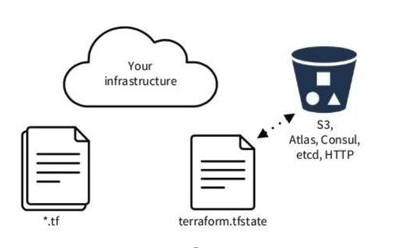 Your
infrastructure
S3,
Atlas, Consul,
etcd, HTTP
*.tf
terraform.tfstate